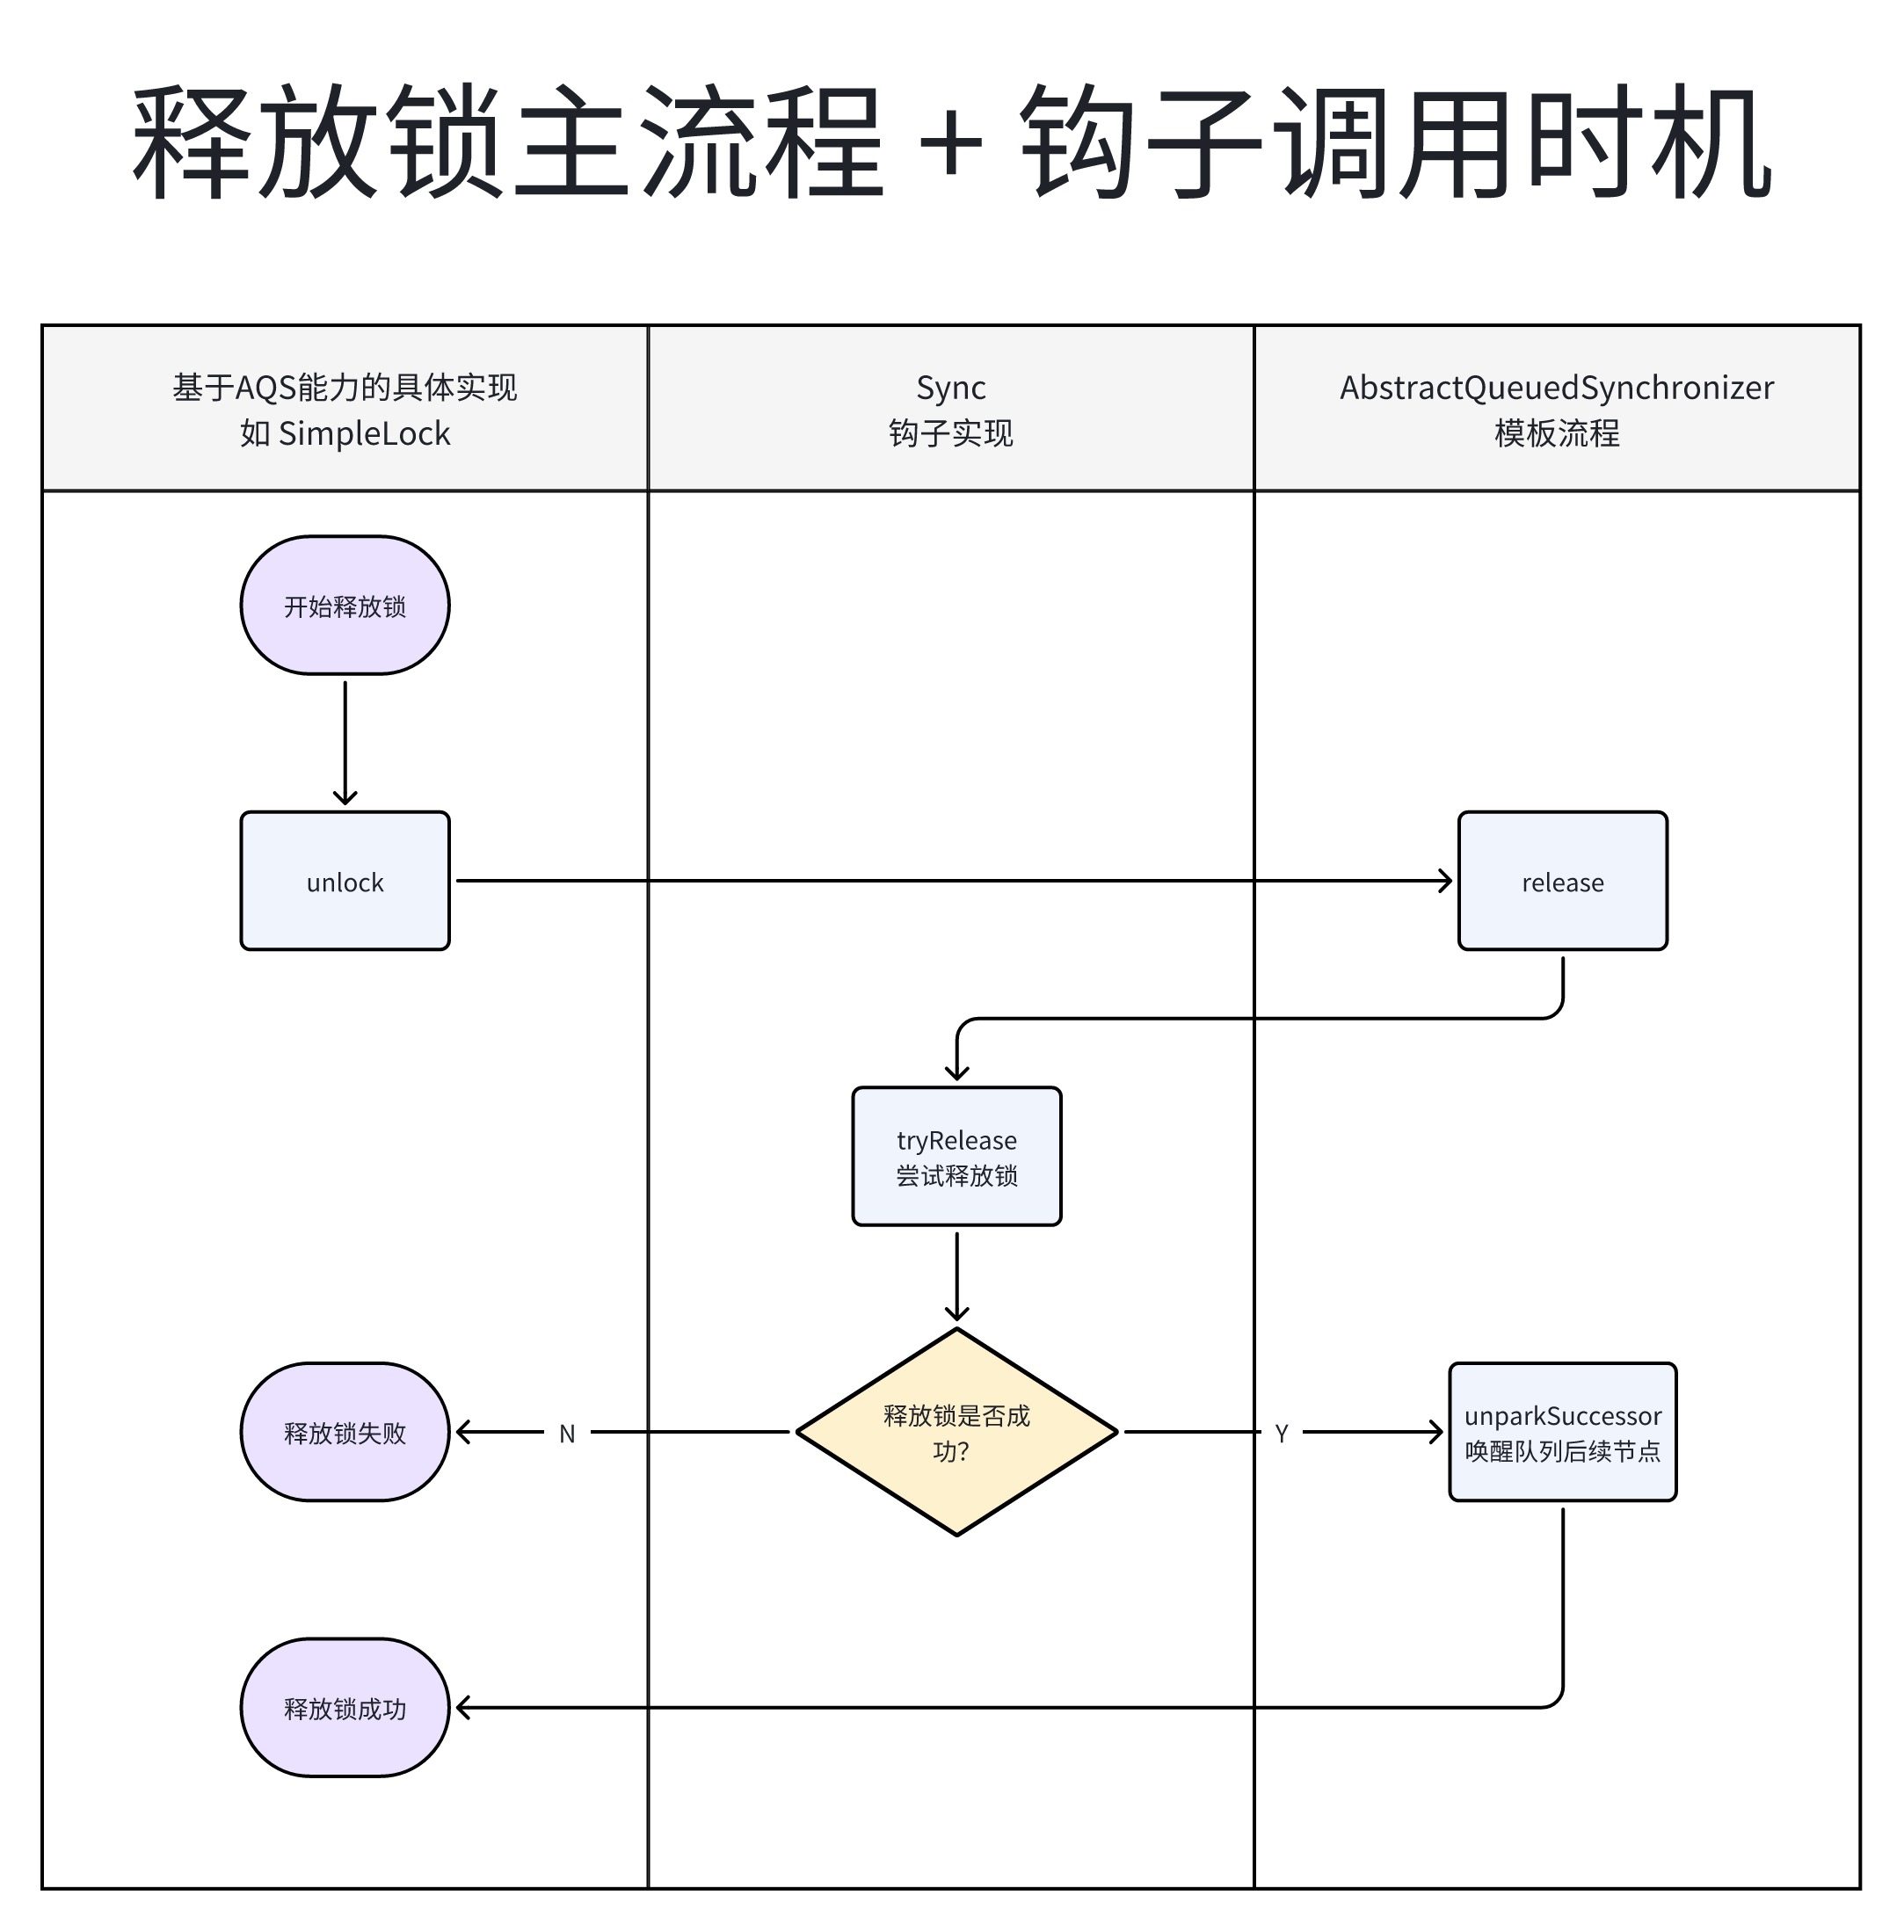 释放锁主流程 + 钩子调用时机
基于AQS能力的具体实现
如 SimpleLock
Sync
钩子实现
AbstractQueuedSynchronizer
模板流程
开始释放锁
unlock
release
tryRelease
尝试释放锁
释放锁失败
N
释放锁是否成
功?
Y
unparkSuccessor
唤醒队列后续节点
释放锁成功